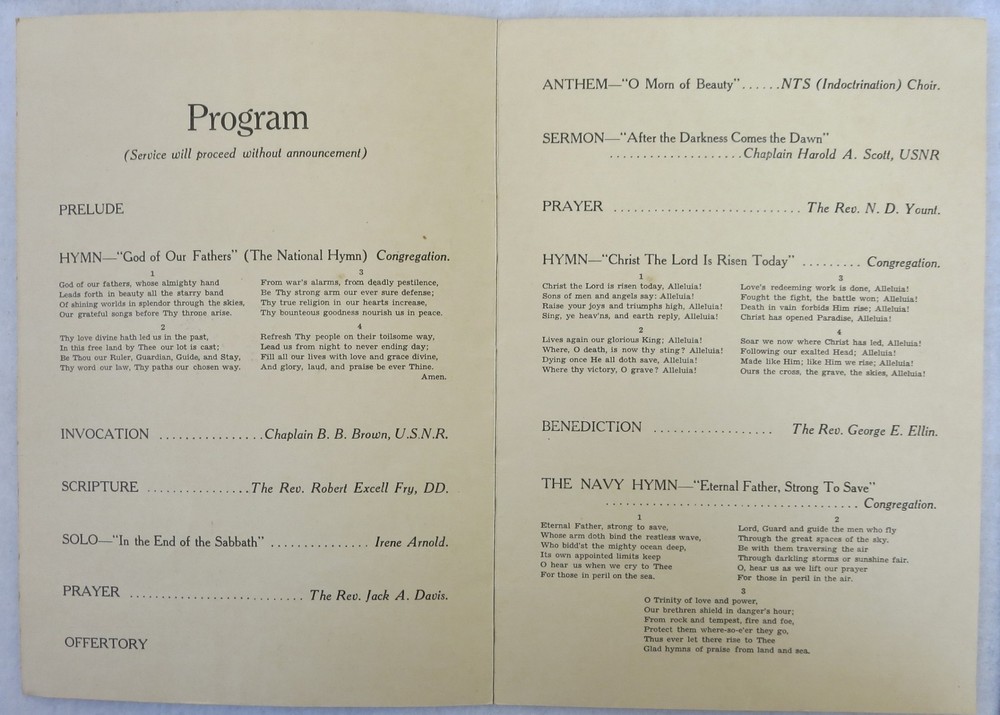 Program
(Service will proceed without announcement)
PRELUDE
HYMN—"God of Our Fathers" (The National Hymn) Congregation.
1
God of our fathers, whose almighty hand
Leads forth in beauty all the starry band
Of shining worlds in splendor through the skies,
Our grateful songs before Thy throne arise.
2
Thy love divine hath led us in the past,
In this free land by Thee our lot is cast;
Be Thou our Ruler, Guardian, Guide, and Stay,
Thy word our law, Thy paths our chosen way.
3
From war's alarms, from deadly pestilence,
Be Thy strong arm our ever sure defense;
Thy true religion in our hearts increase,
Thy bounteous goodness nourish us in peace.
4
Refresh Thy people on their toilsome way,
Lead us from night to never ending day;
Fill all our lives with love and grace divine,
And glory, laud, and praise be ever Thine.
Amen.
INVOCATION ................Chaplain B. B. Brown, U.S.N.R.
SCRIPTURE ................The Rev. Robert Excell Fry, DD.
SOLO—"In the End of the Sabbath" ............... Irene Arnold.
PRAYER ........................... The Rev. Jack A. Davis.
OFFERTORY
ANTHEM—"O Morn of Beauty"......NTS (Indoctrination) Choir.
SERMON—"After the Darkness Comes the Dawn"
....................Chaplain Harold A. Scott, USNR
PRAYER ............................. The Rev. N. D. Yount.
HYMN—"Christ The Lord Is Risen Today" ......... Congregation.
1
Christ the Lord is risen today, Alleluia!
Sons of men and angels say: Alleluia!
Raise your joys and triumphs high, Alleluia!
Sing, ye heav'ns, and earth reply, Alleluia!
2
Lives again our glorious King; Alleluia!
Where, O death, is now thy sting? Alleluia!
Dying once He all doth save, Alleluia!
Where thy victory, O grave? Alleluia!
3
Love's redeeming work is done, Alleluia!
Fought the fight, the battle won; Alleluia!
Death in vain forbids Him rise; Alleluia!
Christ has opened Paradise, Alleluia!
4
Soar we now where Christ has led, Alleluia!
Following our exalted Head; Alleluia!
Made like Him; like Him we rise; Alleluia!
Ours the cross, the grave, the skies, Alleluia!
BENEDICTION .................. The Rev. George E. Ellin.
THE NAVY HYMN—"Eternal Father, Strong To Save"
...................................... Congregation.
1
Eternal Father, strong to save,
Whose arm doth bind the restless wave,
Who bidd'st the mighty ocean deep,
Its own appointed limits keep
O hear us when we cry to Thee
For those in peril on the sea.
2
Lord, Guard and guide the men who fly
Through the great spaces of the sky.
Be with them traversing the air
Through darkling storms or sunshine fair.
O, hear us as we lift our prayer
For those in peril in the air.
3
O Trinity of love and power,
Our brethren shield in danger's hour;
From rock and tempest, fire and foe,
Protect them where-so-e'er they go,
Thus ever let there rise to Thee
Glad hymns of praise from land and sea.